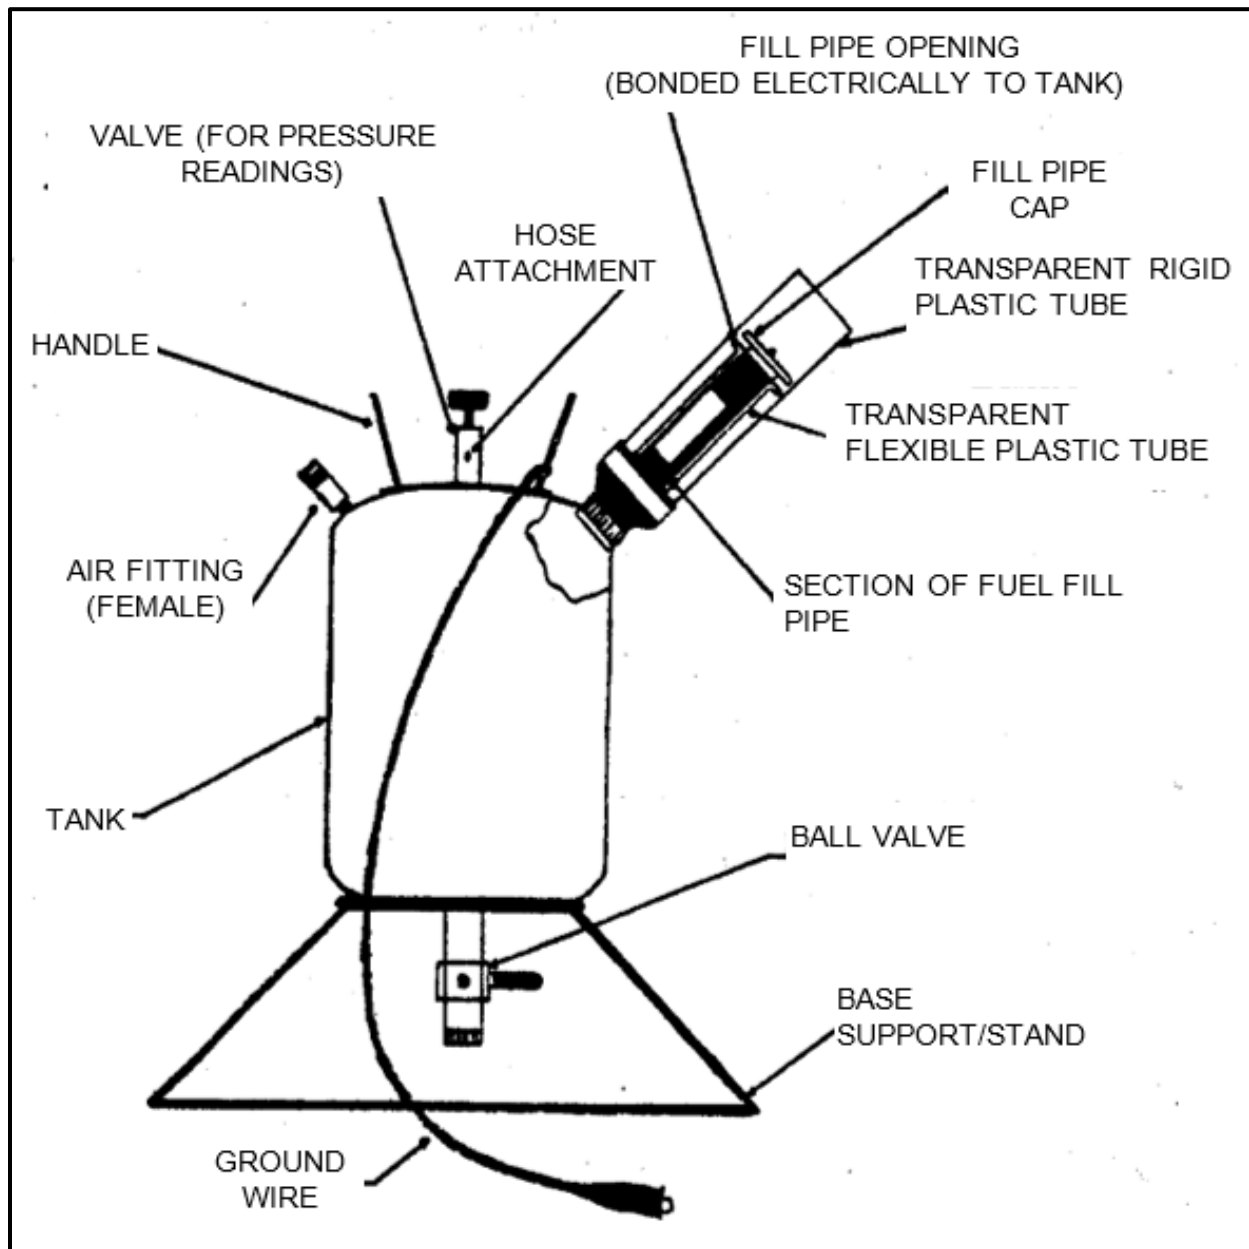 FILL PIPE OPENING
(BONDED ELECTRICALLY TO TANK)
VALVE (FOR PRESSURE
READINGS)
FILL PIPE
CAP
HOSE
ATTACHMENT
TRANSPARENT RIGID
PLASTIC TUBE
HANDLE
TRANSPARENT
FLEXIBLE PLASTIC TUBE
AIR FITTING
(FEMALE)
SECTION OF FUEL FILL
PIPE
TANK
BALL VALVE
BASE
SUPPORT/STAND
GROUND
WIRE